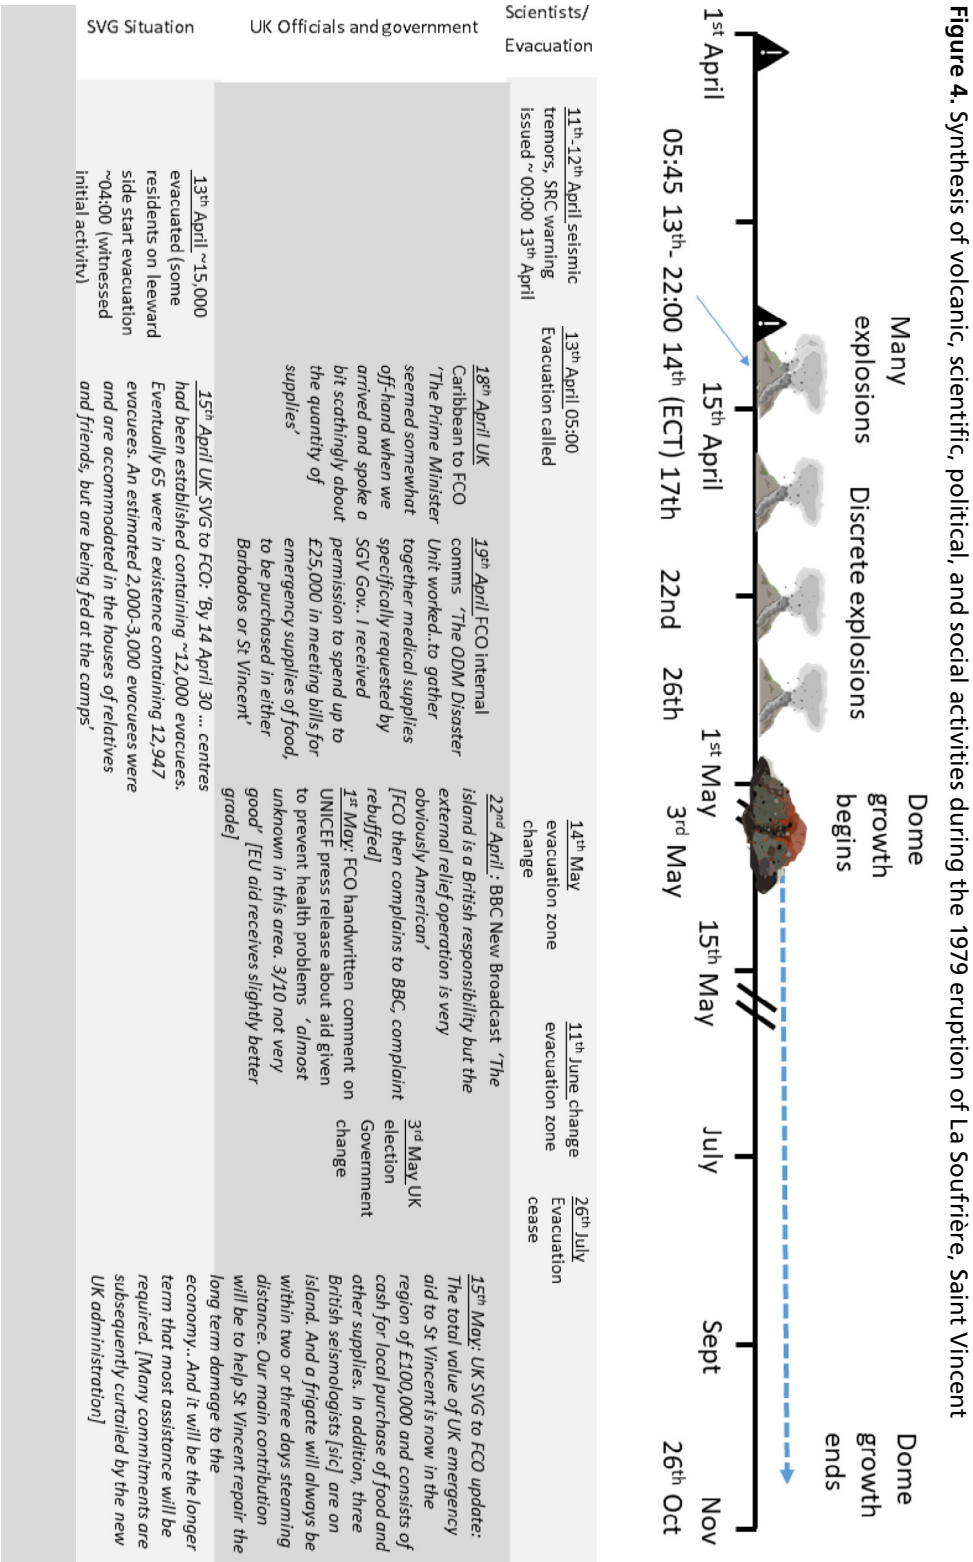 Figure 4. Synthesis of volcanic, scientific, political, and social activities during the 1979 eruption of La Soufrière, Saint Vincent
Many
explosions
Discrete explosions
Dome
growth
begins
Dome
growth
ends
1st April
15th April
1st May
15th May
July
Sept
Nov
05:45 13th- 22:00 14th (ECT)
17th
22nd
26th
3rd May
26th Oct
Scientists/
Evacuation
11th-12th April seismic
tremors, SRC warning
issued ~ 00:00 13th April
13th April 05:00
Evacuation called
14th May
evacuation zone
change
11th June change
evacuation zone
26th July
Evacuation
cease
UK Officials and government
18th April UK
Caribbean to FCO
'The Prime Minister
seemed somewhat
off-hand when we
arrived and spoke a
bit scathingly about
the quantity of
supplies'
19th April FCO internal
comms 'The ODM Disaster
Unit worked..to gather
together medical supplies
specifically requested by
SGV Gov.. I received
permission to spend up to
£25,000 in meeting bills for
emergency supplies of food,
to be purchased in either
Barbados or St Vincent'
22nd April : BBC New Broadcast 'The
island is a British responsibility but the
external relief operation is very
obviously American'
[FCO then complains to BBC, complaint
rebuffed]
1st May: FCO handwritten comment on
UNICEF press release about aid given
to prevent health problems 'almost
unknown in this area. 3/10 not very
good' [EU aid receives slightly better
grade]
3rd May UK
election
Government
change
15th May: UK SVG to FCO update:
The total value of UK emergency
aid to St Vincent is now in the
region of £100,000 and consists of
cash for local purchase of food and
other supplies. In addition, three
British seismologists [sic] are on
island. And a frigate will always be
within two or three days steaming
distance. Our main contribution
will be to help St Vincent repair the
long term damage to the
economy.. And it will be the longer
term that most assistance will be
required. [Many commitments are
subsequently curtailed by the new
UK administration]
SVG Situation
13th April ~15,000
evacuated (some
residents on leeward
side start evacuation
~04:00 (witnessed
initial activity)
15th April UK SVG to FCO: 'By 14 April 30 ... centres
had been established containing ~12,000 evacuees.
Eventually 65 were in existence containing 12,947
evacuees. An estimated 2,000-3,000 evacuees were
and are accommodated in the houses of relatives
and friends, but are being fed at the camps'